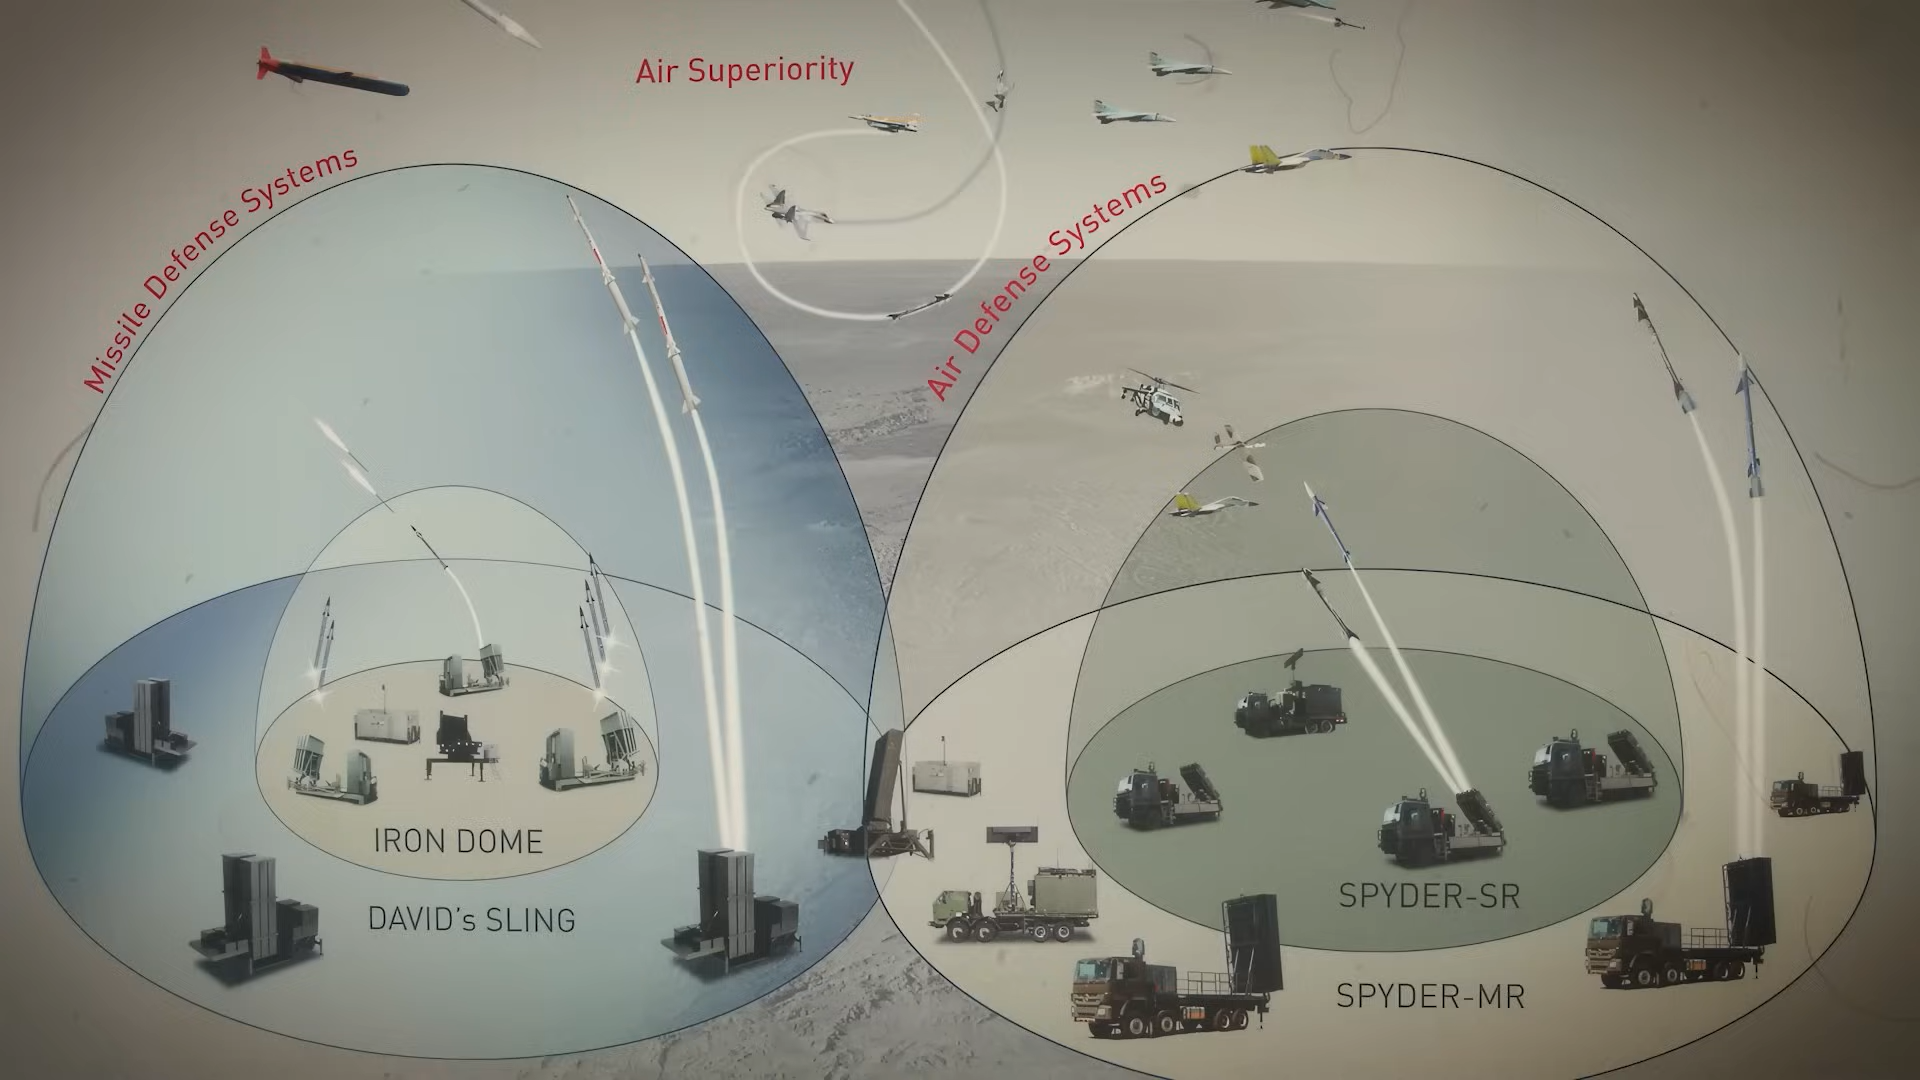 Air Superiority
Missile Defense Systems
Air Defense Systems
IRON DOME
DAVID's SLING
SPYDER-SR
SPYDER-MR